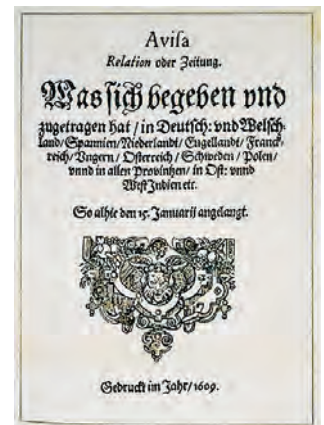 Aviſa
Relation oder Zeitung.
Was ſich begeben vnd
zugetragen hat / in Deutſch: vnd Welſch-
land / Spannien / Niederlandt / Engellandt / Franck-
reich / Vngern / Oſterreich / Schweden / Polen /
vnnd in allen Provintzen / in Oſt: vnnd
WeſtIndien etc.
So alhie den 15. Januarij angelangt.
Gedruckt im Jahr / 1609.